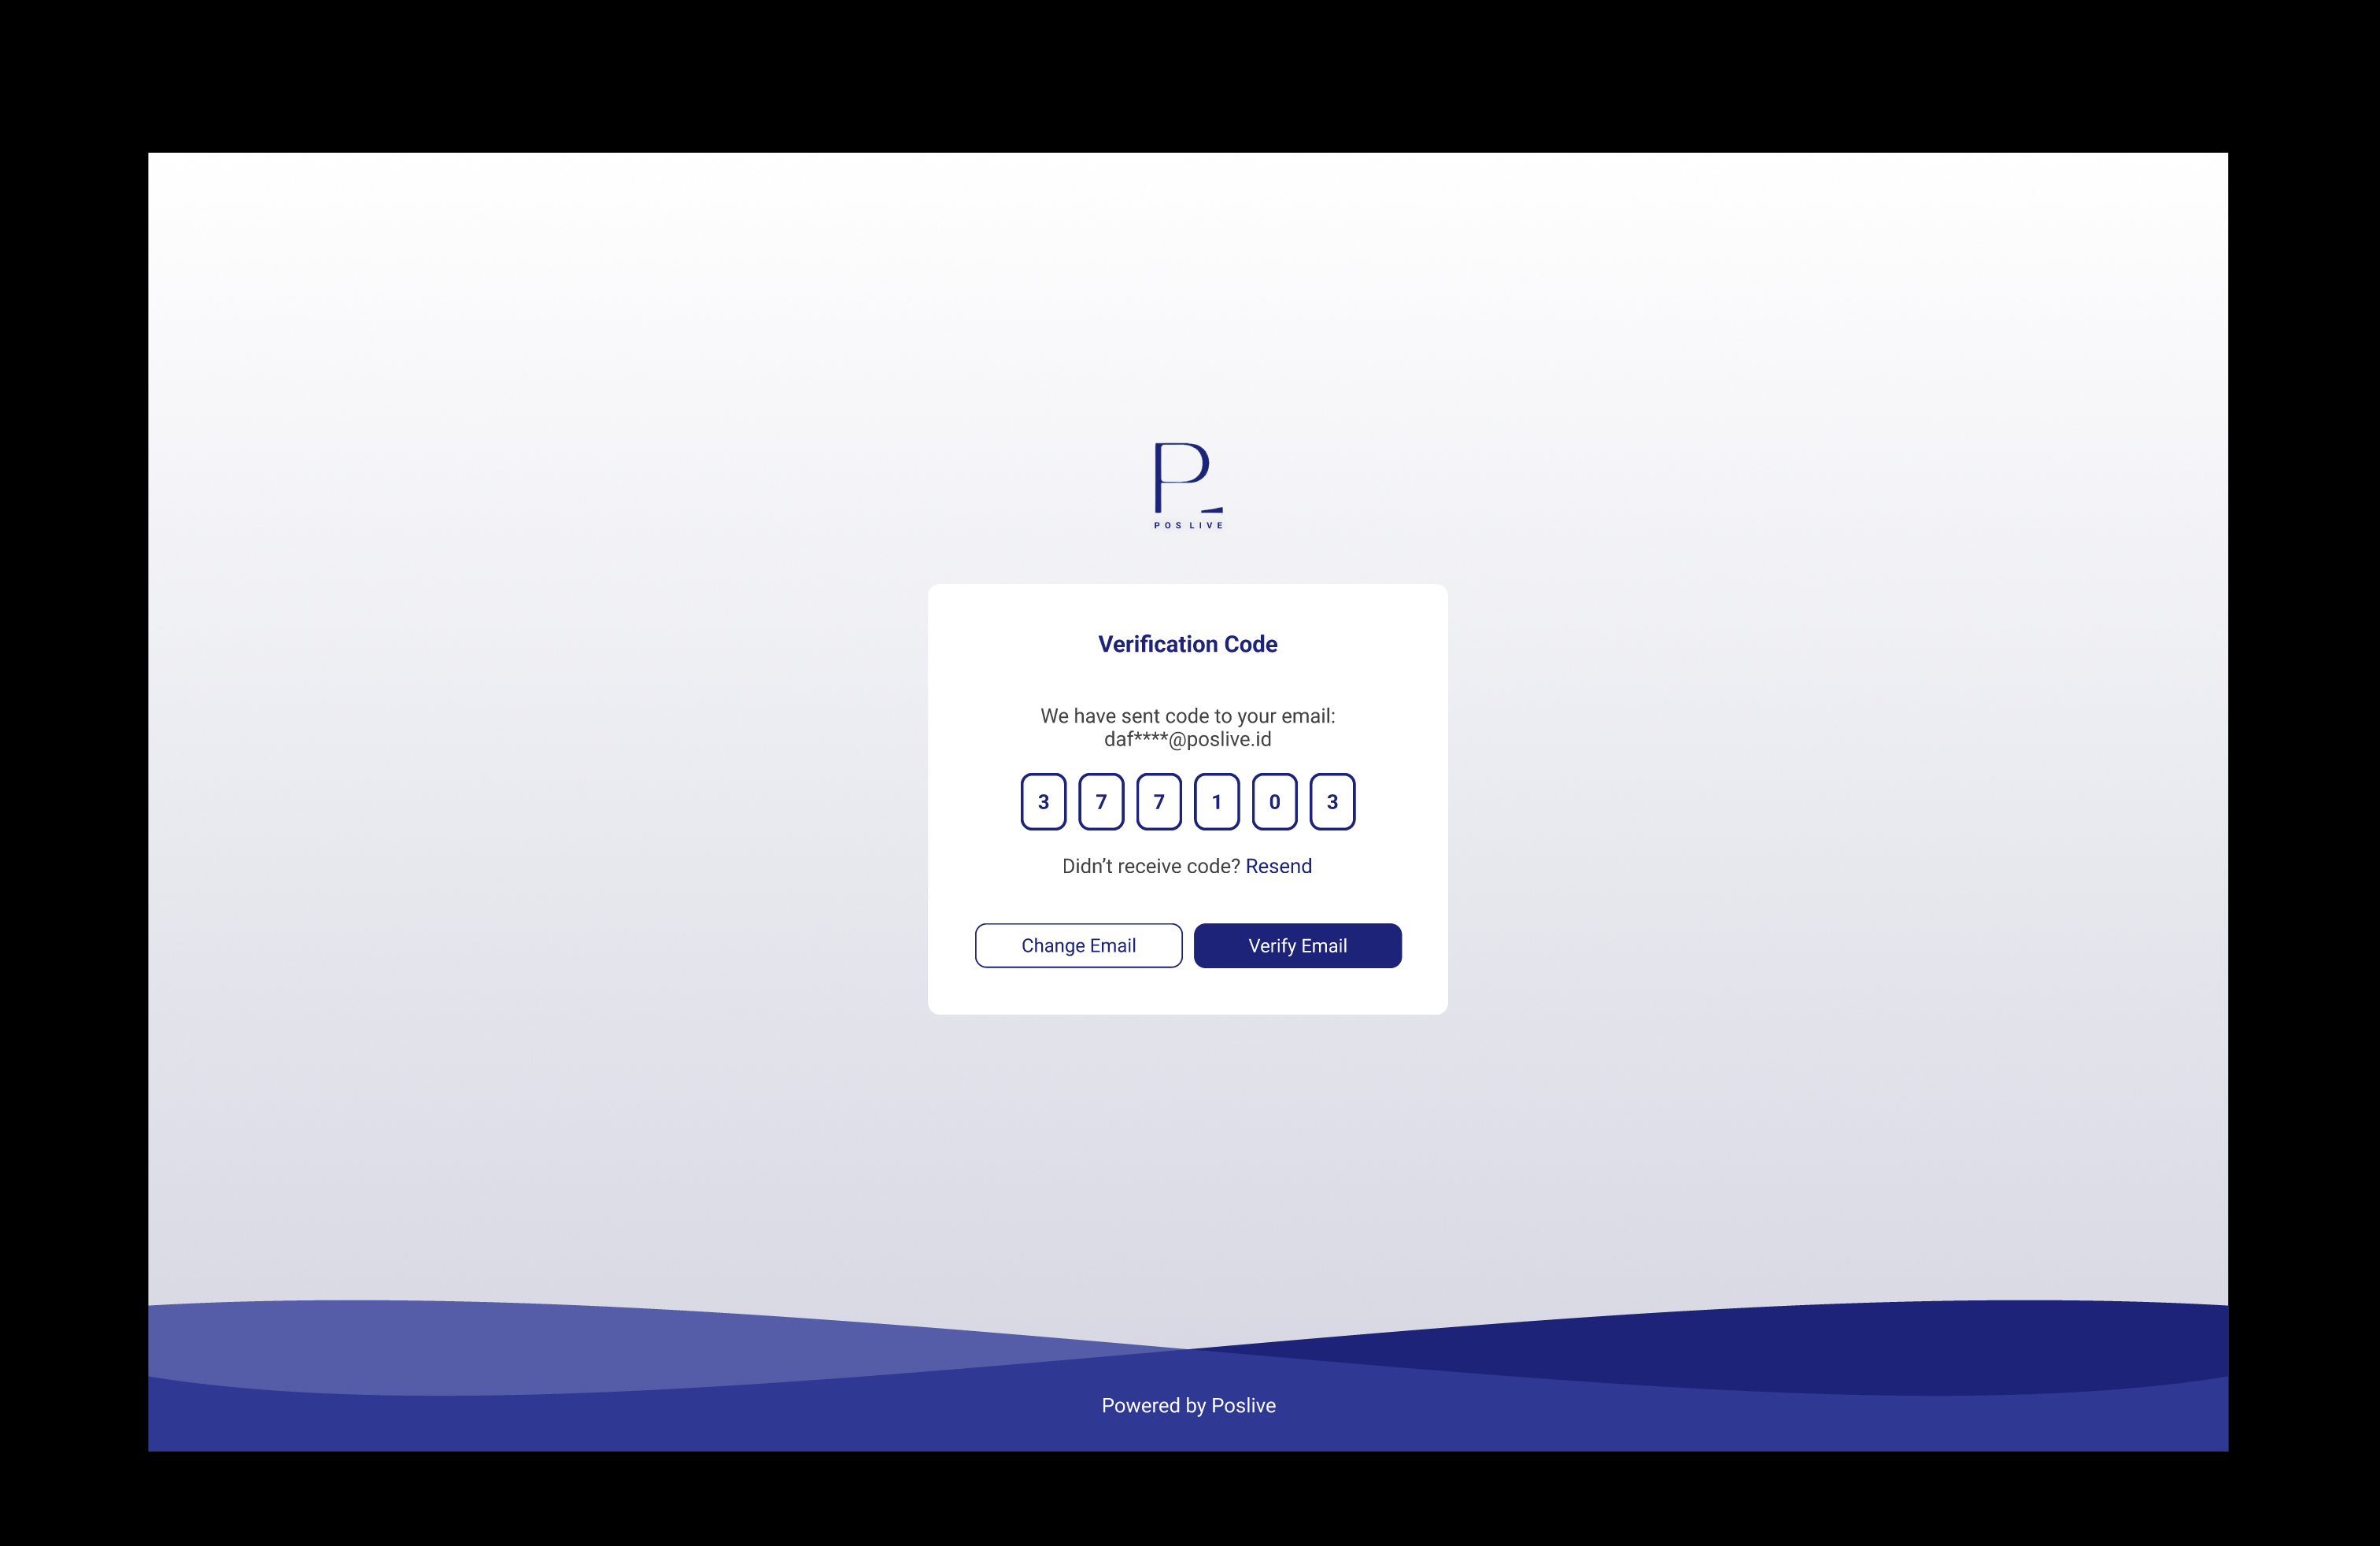 P
POS LIVE
Verification Code
We have sent code to your email:
daf****@poslive.id
3 7 7 1 0 3
Didn't receive code? Resend
Change Email Verify Email
Powered by Poslive